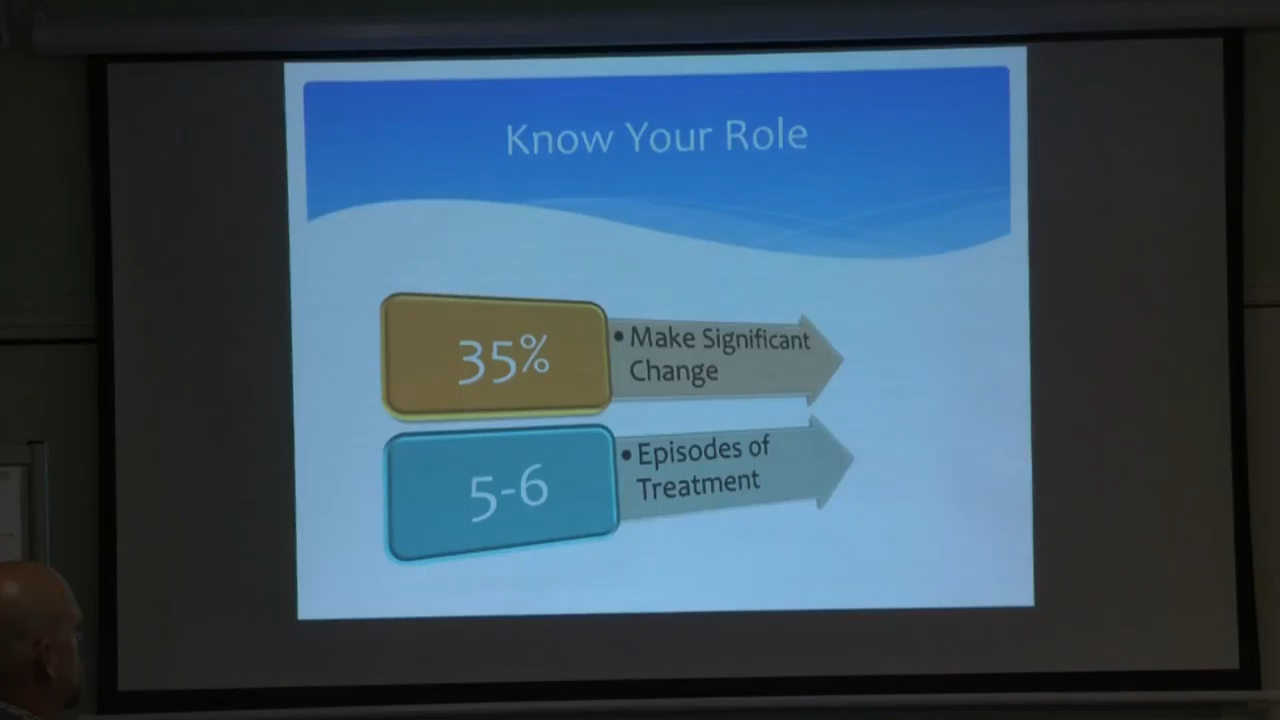 Know Your Role
35%
• Make Significant
Change
5-6
• Episodes of
Treatment